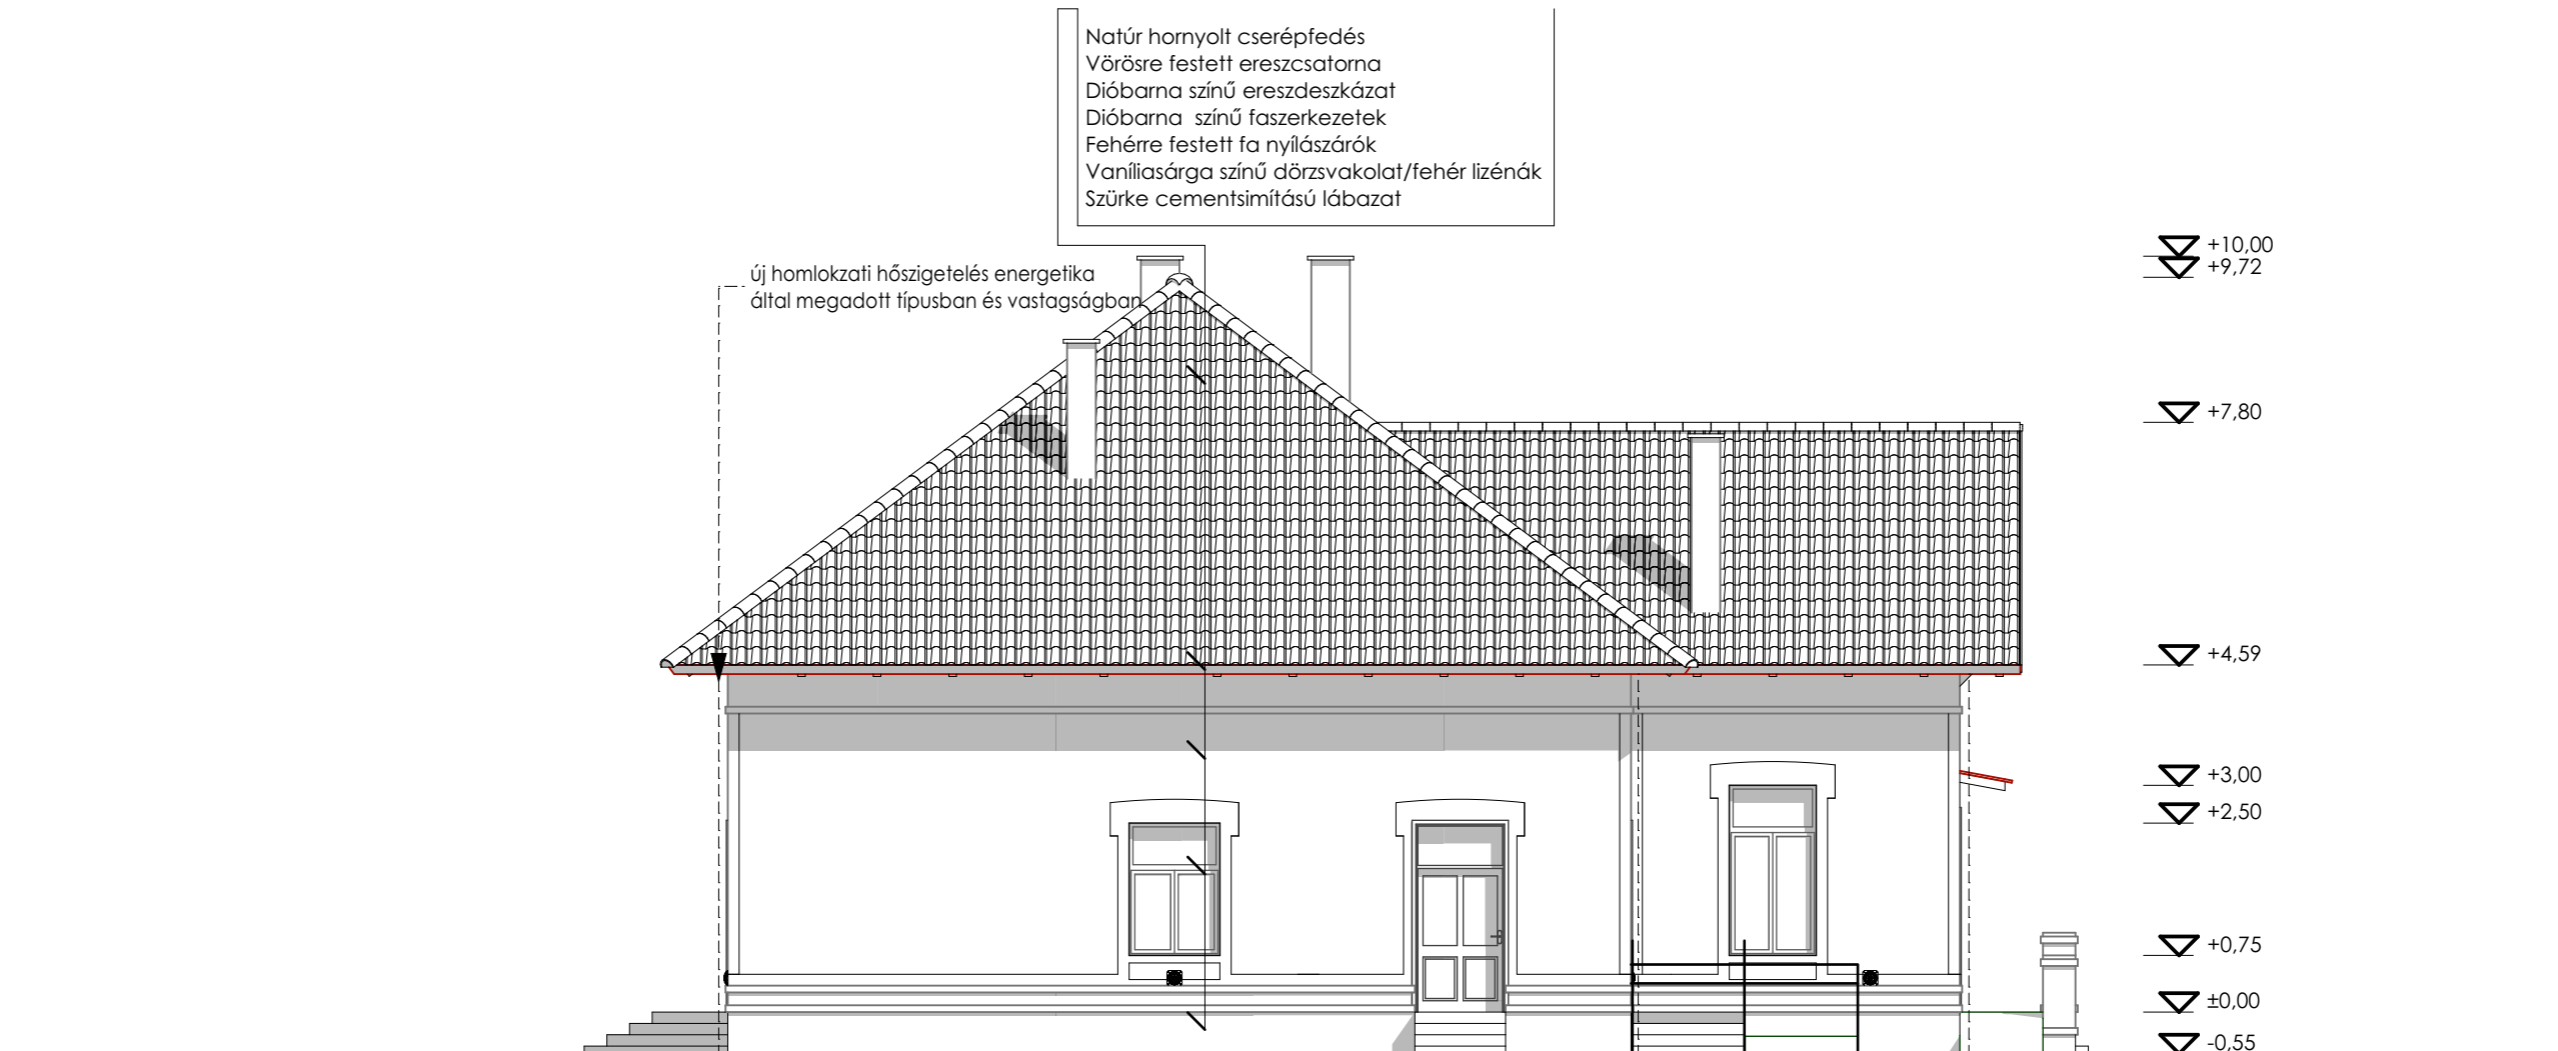 Natúr hornyolt cserépfedés
Vörösre festett ereszcsatorna
Dióbarna színű ereszdeszkázat
Dióbarna  színű faszerkezetek
Fehérre festett fa nyílászárók
Vaníliasárga színű dörzsvakolat/fehér lizénák
Szürke cementsimítású lábazat
új homlokzati hőszigetelés energetika
által megadott típusban és vastagságban
+10,00
+9,72
+7,80
+4,59
+3,00
+2,50
+0,75
±0,00
-0,55